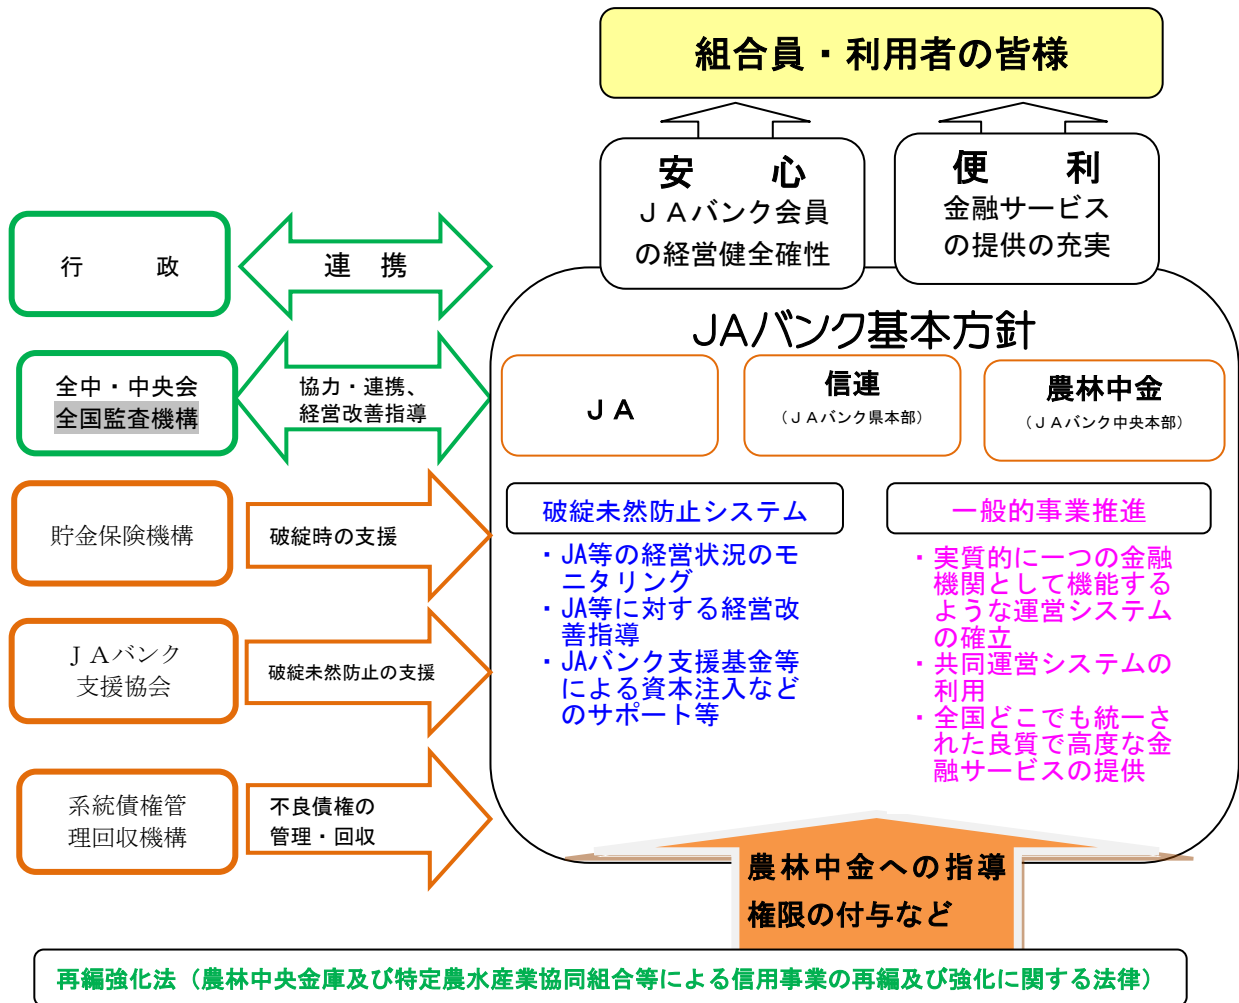 組合員・利用者の皆様
安　　心
ＪＡバンク会員
の経営健全確性
便　　利
金融サービス
の提供の充実
行　　政
連　携
JAバンク基本方針
全中・中央会
全国監査機構
協力・連携、
経営改善指導
ＪＡ
信連
（ＪＡバンク県本部）
農林中金
（ＪＡバンク中央本部）
貯金保険機構
破綻時の支援
破綻未然防止システム
・JA等の経営状況のモ
ニタリング
・JA等に対する経営改
善指導
・JAバンク支援基金等
による資本注入など
のサポート等
一般的事業推進
・実質的に一つの金融
機関として機能する
ような運営システム
の確立
・共同運営システムの
利用
・全国どこでも統一さ
れた良質で高度な金
融サービスの提供
ＪＡバンク
支援協会
破綻未然防止の支援
系統債権管
理回収機構
不良債権の
管理・回収
農林中金への指導
権限の付与など
再編強化法（農林中央金庫及び特定農水産業協同組合等による信用事業の再編及び強化に関する法律）